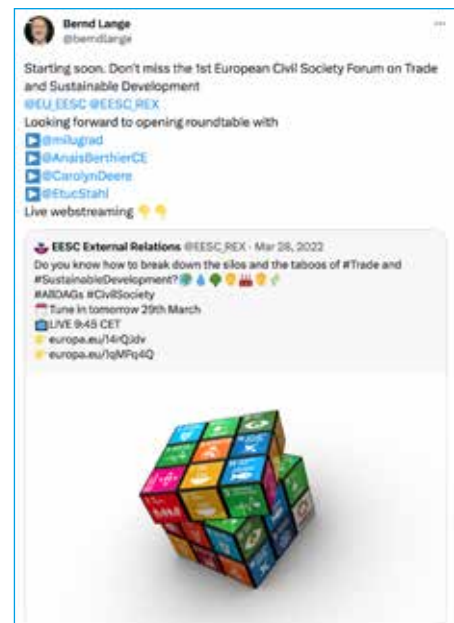 Bernd Lange
@berndlange
Starting soon. Don't miss the 1st European Civil Society Forum on Trade
and Sustainable Development
@EU_EESC @EESC_REX
Looking forward to opening roundtable with
▶️@milugrad
▶️@AnaisBerthierCE
▶️@CarolynDeere
▶️@EtucStahl
Live webstreaming 👇👇
EESC External Relations @EESC_REX · Mar 28, 2022
Do you know how to break down the silos and the taboos of #Trade and
#SustainableDevelopment?
#AllDAGs #CivilSociety
Tune in tomorrow 29th March
LIVE 9:45 CET
europa.eu/!4rQJdv
europa.eu/!qMFq4Q